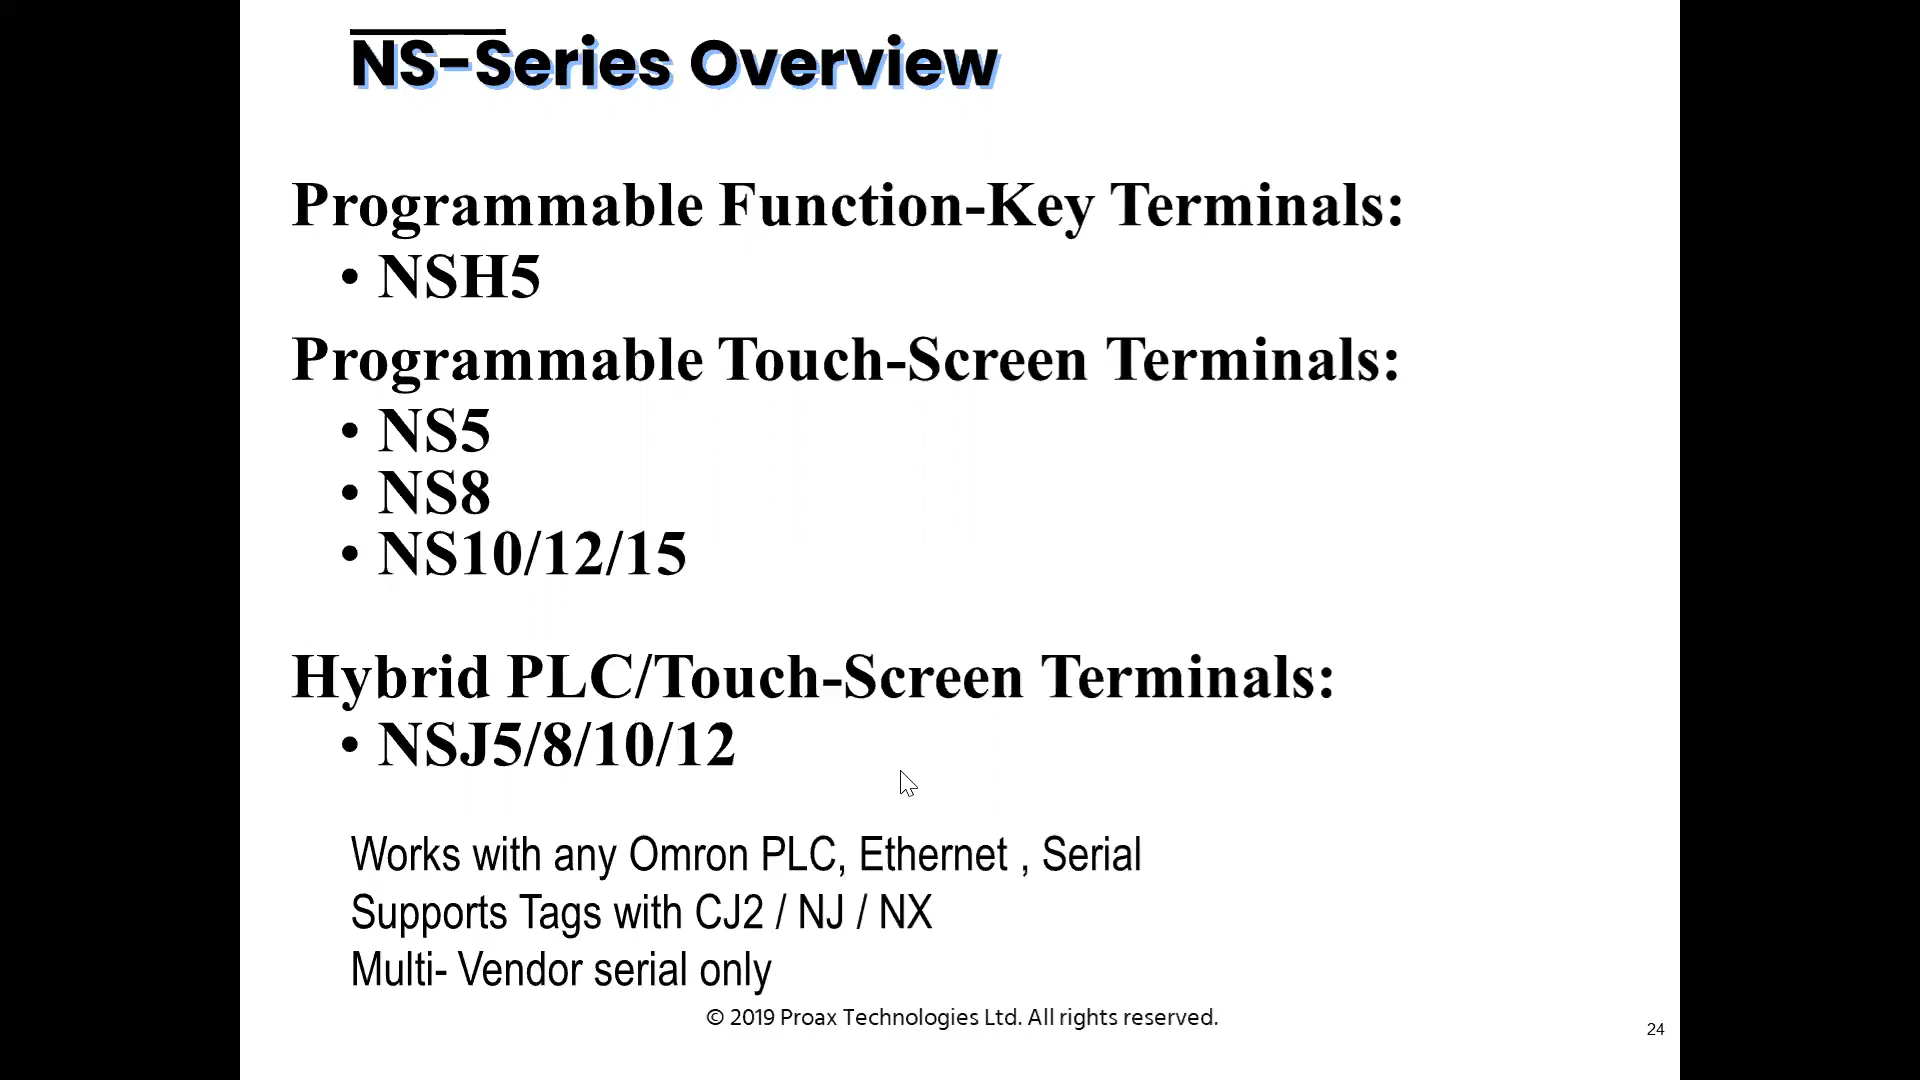 NS-Series Overview
Programmable Function-Key Terminals:
• NSH5
Programmable Touch-Screen Terminals:
• NS5
• NS8
• NS10/12/15
Hybrid PLC/Touch-Screen Terminals:
• NSJ5/8/10/12
Works with any Omron PLC, Ethernet , Serial
Supports Tags with CJ2 / NJ / NX
Multi- Vendor serial only
© 2019 Proax Technologies Ltd. All rights reserved.
24